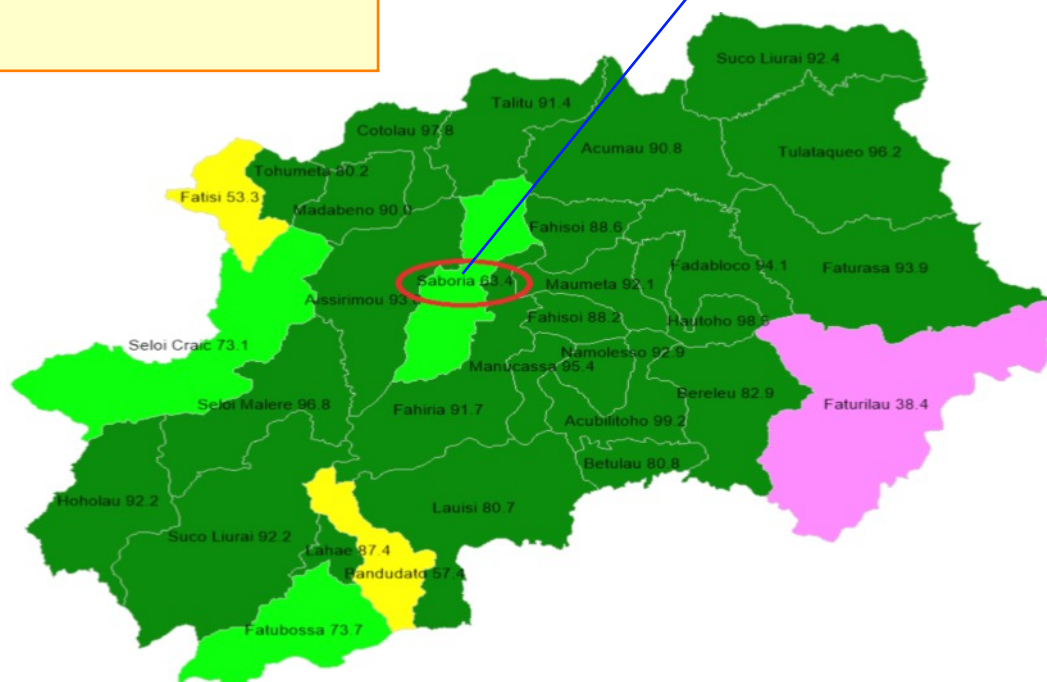 Suco Liurai 92.4
Talitu 91.4
Cotolau 97.8
Acumau 90.8
Tulataqueo 96.2
Tohumeta 80.2
Fatisi 53.3
Madabeno 90.0
Fahisoi 88.6
Fadabloco 94.1
Faturasa 93.9
Saboria 63.4
Maumeta 92.1
Aissirimou
Fahisoi 88.2
Hautoho
Seloi Craic 73.1
Namolesso 92.9
Manucassa 95.4
Bereleu 82.9
Seloi Malere 96.8
Fahiria 91.7
Faturilau 38.4
Acubilitoho 99.2
Betulau 80.8
Hoholau 92.2
Lauisi 80.7
Suco Liurai 92.2
Lahae 87.4
Bandudato 57.4
Fatubossa 73.7